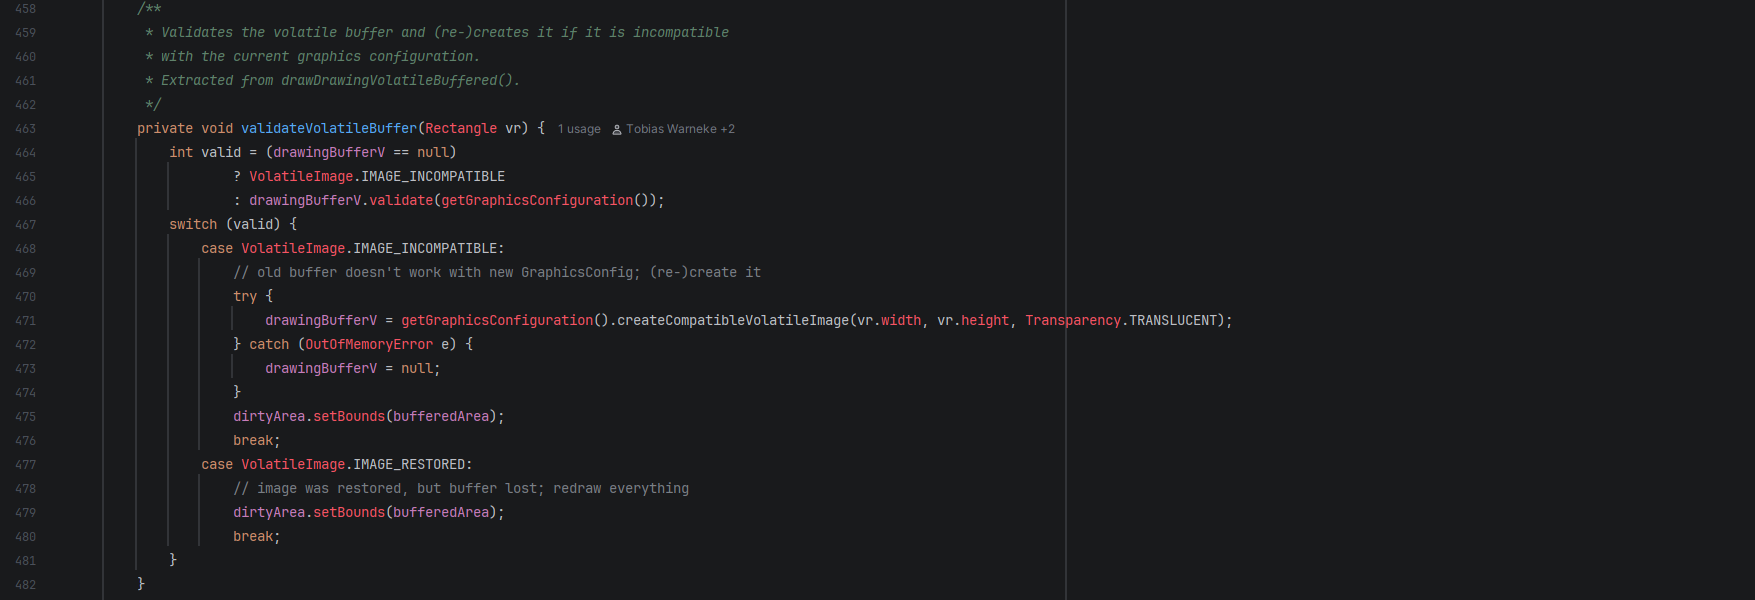 458 /**
459 * Validates the volatile buffer and (re-)creates it if it is incompatible
460 * with the current graphics configuration.
461 * Extracted from drawDrawingVolatileBuffered().
462 */
463 private void validateVolatileBuffer(Rectangle vr) { 1 usage Tobias Warneke +2
464 int valid = (drawingBufferV == null)
465 ? VolatileImage.IMAGE_INCOMPATIBLE
466 : drawingBufferV.validate(getGraphicsConfiguration());
467 switch (valid) {
468 case VolatileImage.IMAGE_INCOMPATIBLE:
469 // old buffer doesn't work with new GraphicsConfig; (re-)create it
470 try {
471 drawingBufferV = getGraphicsConfiguration().createCompatibleVolatileImage(vr.width, vr.height, Transparency.TRANSLUCENT);
472 } catch (OutOfMemoryError e) {
473 drawingBufferV = null;
474 }
475 dirtyArea.setBounds(bufferedArea);
476 break;
477 case VolatileImage.IMAGE_RESTORED:
478 // image was restored, but buffer lost; redraw everything
479 dirtyArea.setBounds(bufferedArea);
480 break;
481 }
482 }